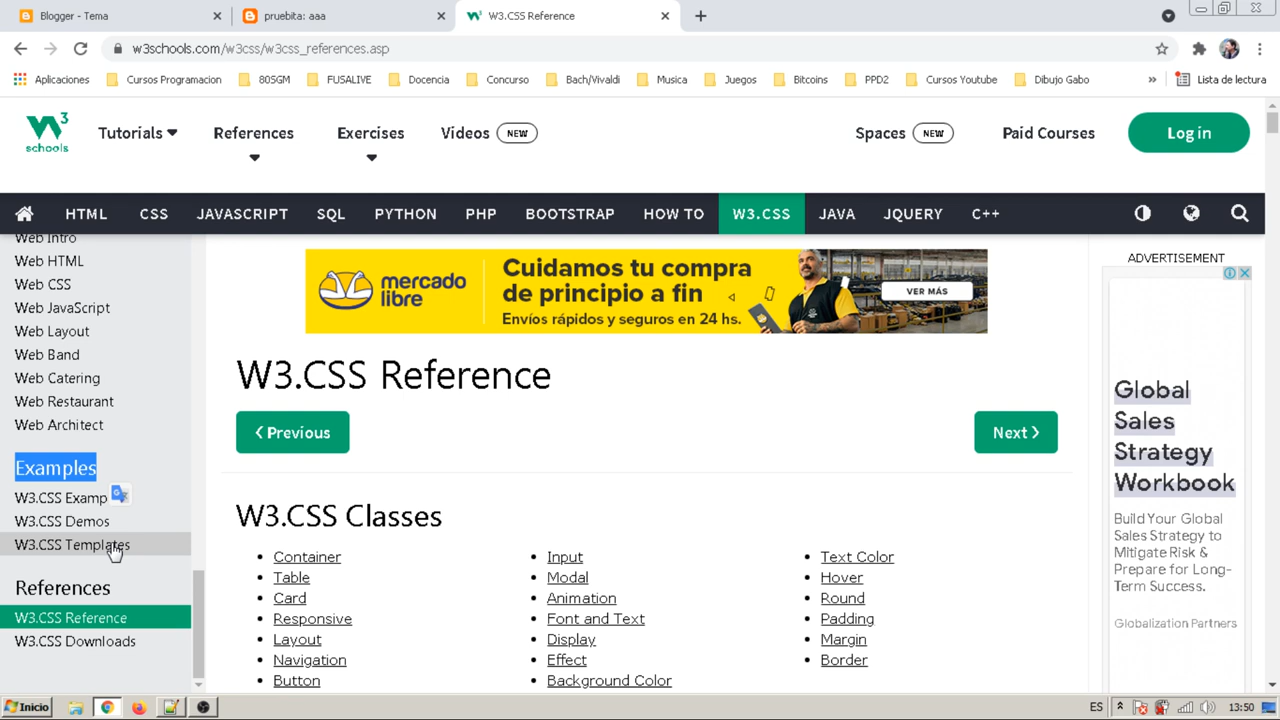 Blogger - Tema
pruebita: aaa
W3.CSS Reference
w3schools.com/w3css/w3css_references.asp
Aplicaciones
Cursos Programacion
80SGM
FUSALIVE
Docencia
Concurso
Bach/Vivaldi
Musica
Juegos
Bitcoins
PPD2
Cursos Youtube
Dibujo Gabo
»
Lista de lectura
W3
schools
Tutorials
References
Exercises
Videos NEW
Spaces NEW
Paid Courses
Log in
HTML
CSS
JAVASCRIPT
SQL
PYTHON
PHP
BOOTSTRAP
HOW TO
W3.CSS
JAVA
JQUERY
C++
Web Intro
Web HTML
Web CSS
Web JavaScript
Web Layout
Web Band
Web Catering
Web Restaurant
Web Architect
Examples
W3.CSS Examp
W3.CSS Demos
W3.CSS Templates
References
W3.CSS Reference
W3.CSS Downloads
mercado
libre
Cuidamos tu compra
de principio a fin
Envíos rápidos y seguros en 24 hs.
VER MÁS
W3.CSS Reference
‹ Previous
Next ›
W3.CSS Classes
• Container
• Table
• Card
• Responsive
• Layout
• Navigation
• Button
• Input
• Modal
• Animation
• Font and Text
• Display
• Effect
• Background Color
• Text Color
• Hover
• Round
• Padding
• Margin
• Border
ADVERTISEMENT
Global
Sales
Strategy
Workbook
Build Your Global
Sales Strategy to
Mitigate Risk &
Prepare for Long-
Term Success.
Globalization Partners
Inicio
ES
13:50